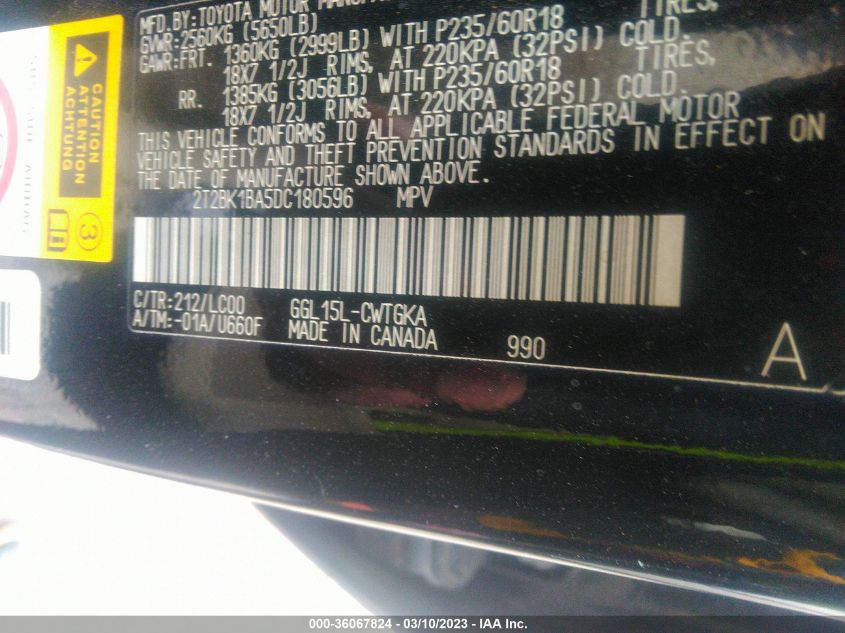 MFD. BY: TOYOTA MOTOR
GVWR: 2560KG (5650LB)
GAWR: FRT. 1360KG (2999LB) WITH P235/60R18 TIRES,
18X7 1/2J RIMS, AT 220KPA (32PSI) COLD.
RR. 1385KG (3056LB) WITH P235/60R18 TIRES,
18X7 1/2J RIMS, AT 220KPA (32PSI) COLD.
THIS VEHICLE CONFORMS TO ALL APPLICABLE FEDERAL MOTOR
VEHICLE SAFETY AND THEFT PREVENTION STANDARDS IN EFFECT ON
THE DATE OF MANUFACTURE SHOWN ABOVE.
2T2BK1BA5DC180596 MPV
C/TR: 212/LC00 GGL15L-CWTGKA
A/TM: -01A/U660F MADE IN CANADA
990
A
CAUTION
ATTENTION
ACHTUNG
3
000-36067824 - 03/10/2023 - IAA Inc.